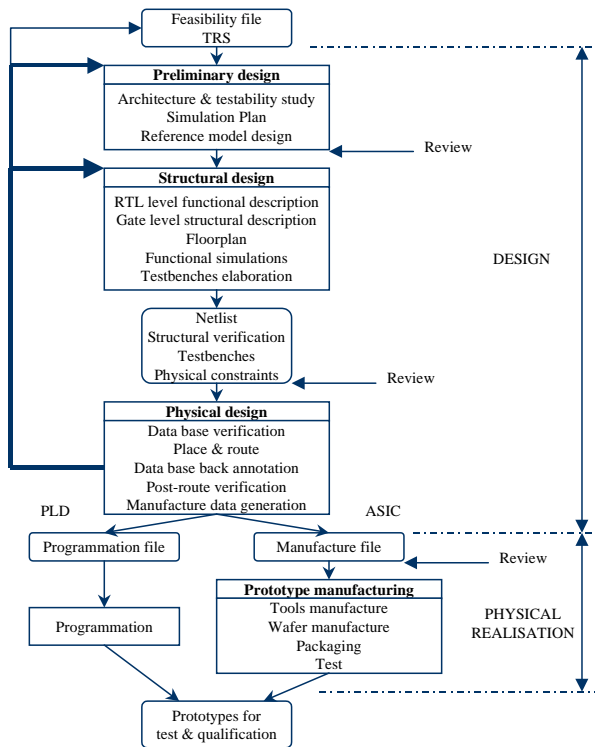 Feasibility file
TRS
Preliminary design
Architecture & testability study
Simulation Plan
Reference model design
Review
Structural design
RTL level functional description
Gate level structural description
Floorplan
Functional simulations
Testbenches elaboration
DESIGN
Netlist
Structural verification
Testbenches
Physical constraints
Review
Physical design
Data base verification
Place & route
Data base back annotation
Post-route verification
Manufacture data generation
PLD
ASIC
Programmation file
Manufacture file
Review
Prototype manufacturing
Tools manufacture
Wafer manufacture
Packaging
Test
Programmation
PHYSICAL
REALISATION
Prototypes for
test & qualification